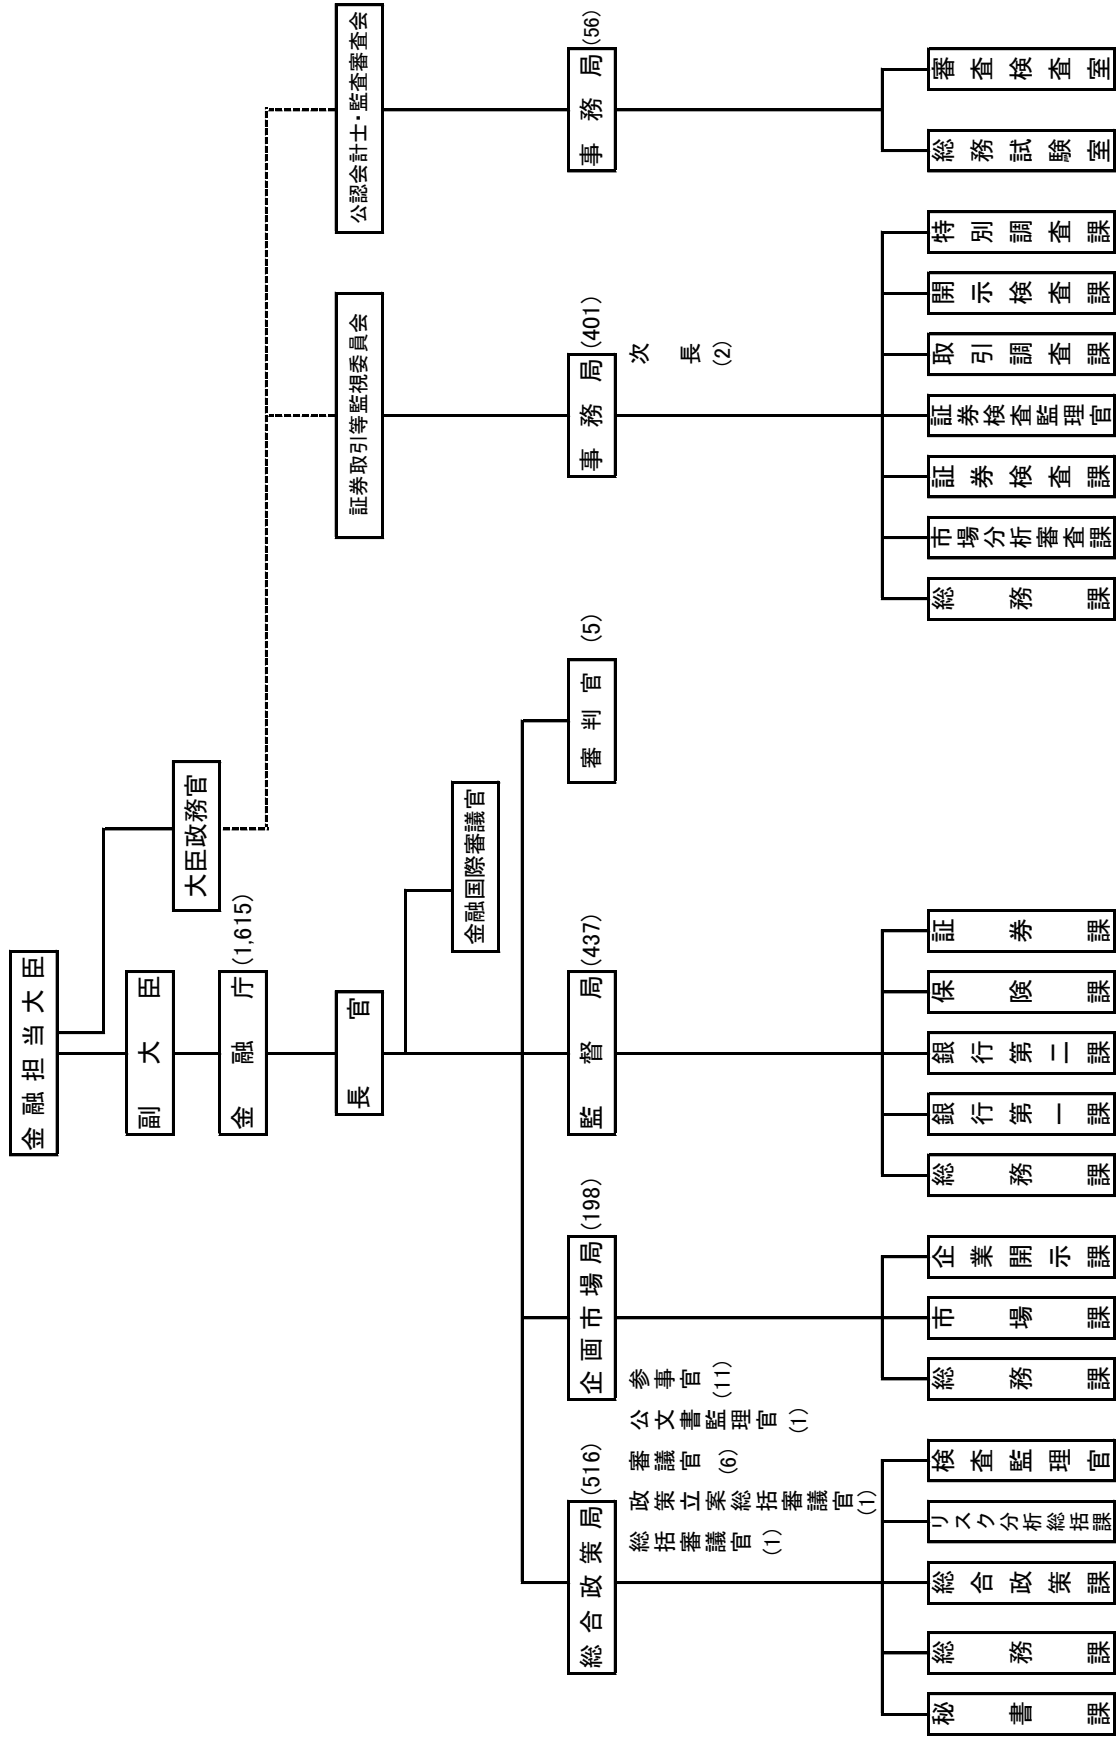 金融担当大臣
副大臣
大臣政務官
金融庁 (1,615)
長官
金融国際審議官
証券取引等監視委員会
公認会計士・監査審査会
総合政策局 (516)
総括審議官 (1)
政策立案総括審議官 (1)
審議官 (6)
公文書監理官 (1)
参事官 (11)
企画市場局 (198)
監督局 (437)
審判官 (5)
事務局 (401)
次長 (2)
事務局 (56)
秘書課
総務課
総合政策課
リスク分析総括課
検査監理官
総務課
市場課
企業開示課
総務課
銀行第一課
銀行第二課
保険課
証券課
総務課
市場分析審査課
証券検査課
証券検査監理官
取引調査課
開示検査課
特別調査課
総務試験室
審査検査室